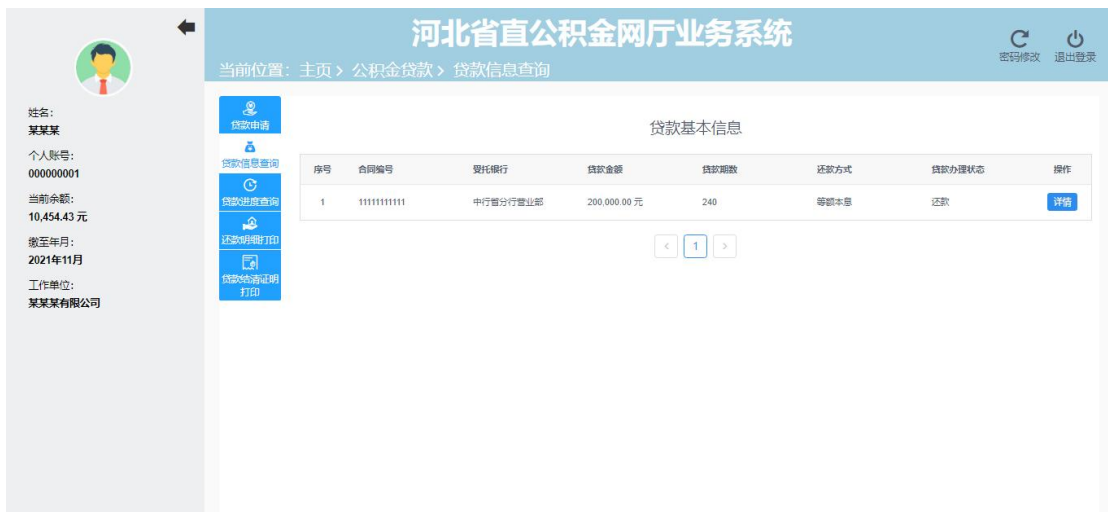 河北省直公积金网厅业务系统
密码修改 退出登录
当前位置：主页 > 公积金贷款 > 贷款信息查询
姓名：
某某某
个人账号：
000000001
当前余额：
10,454.43 元
缴至年月：
2021年11月
工作单位：
某某某有限公司
贷款申请
贷款信息查询
贷款进度查询
还款明细打印
贷款结清证明
打印
贷款基本信息
序号 合同编号 受托银行 贷款金额 贷款期数 还款方式 贷款办理状态 操作
1 11111111111 中行省分行营业部 200,000.00 元 240 等额本息 还款 详情
< 1 >